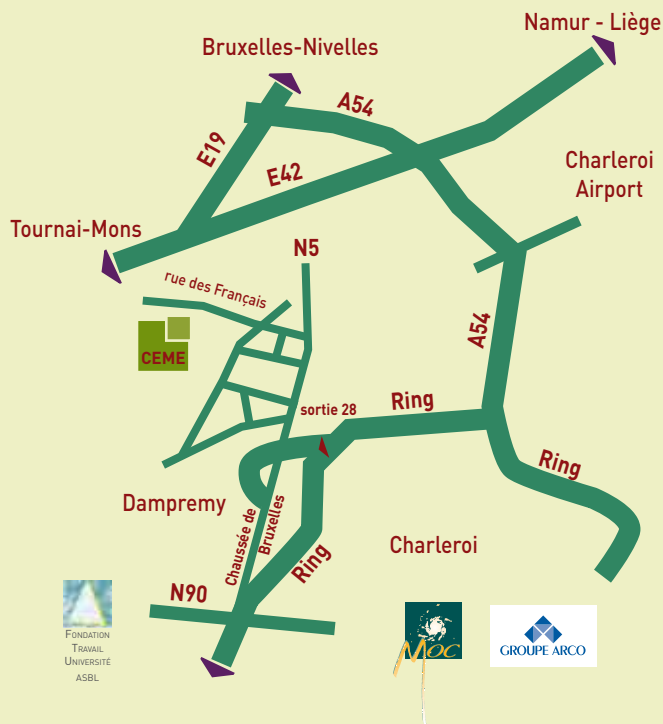 Namur - Liège
Bruxelles-Nivelles
A54
E19
E42
Charleroi
Airport
Tournai-Mons
N5
rue des Français
CEME
A54
Ring
sortie 28
Ring
Dampremy
Chaussée de
Bruxelles
Ring
Charleroi
N90
FONDATION
TRAVAIL
UNIVERSITÉ
ASBL
MOC
GROUPE ARCO